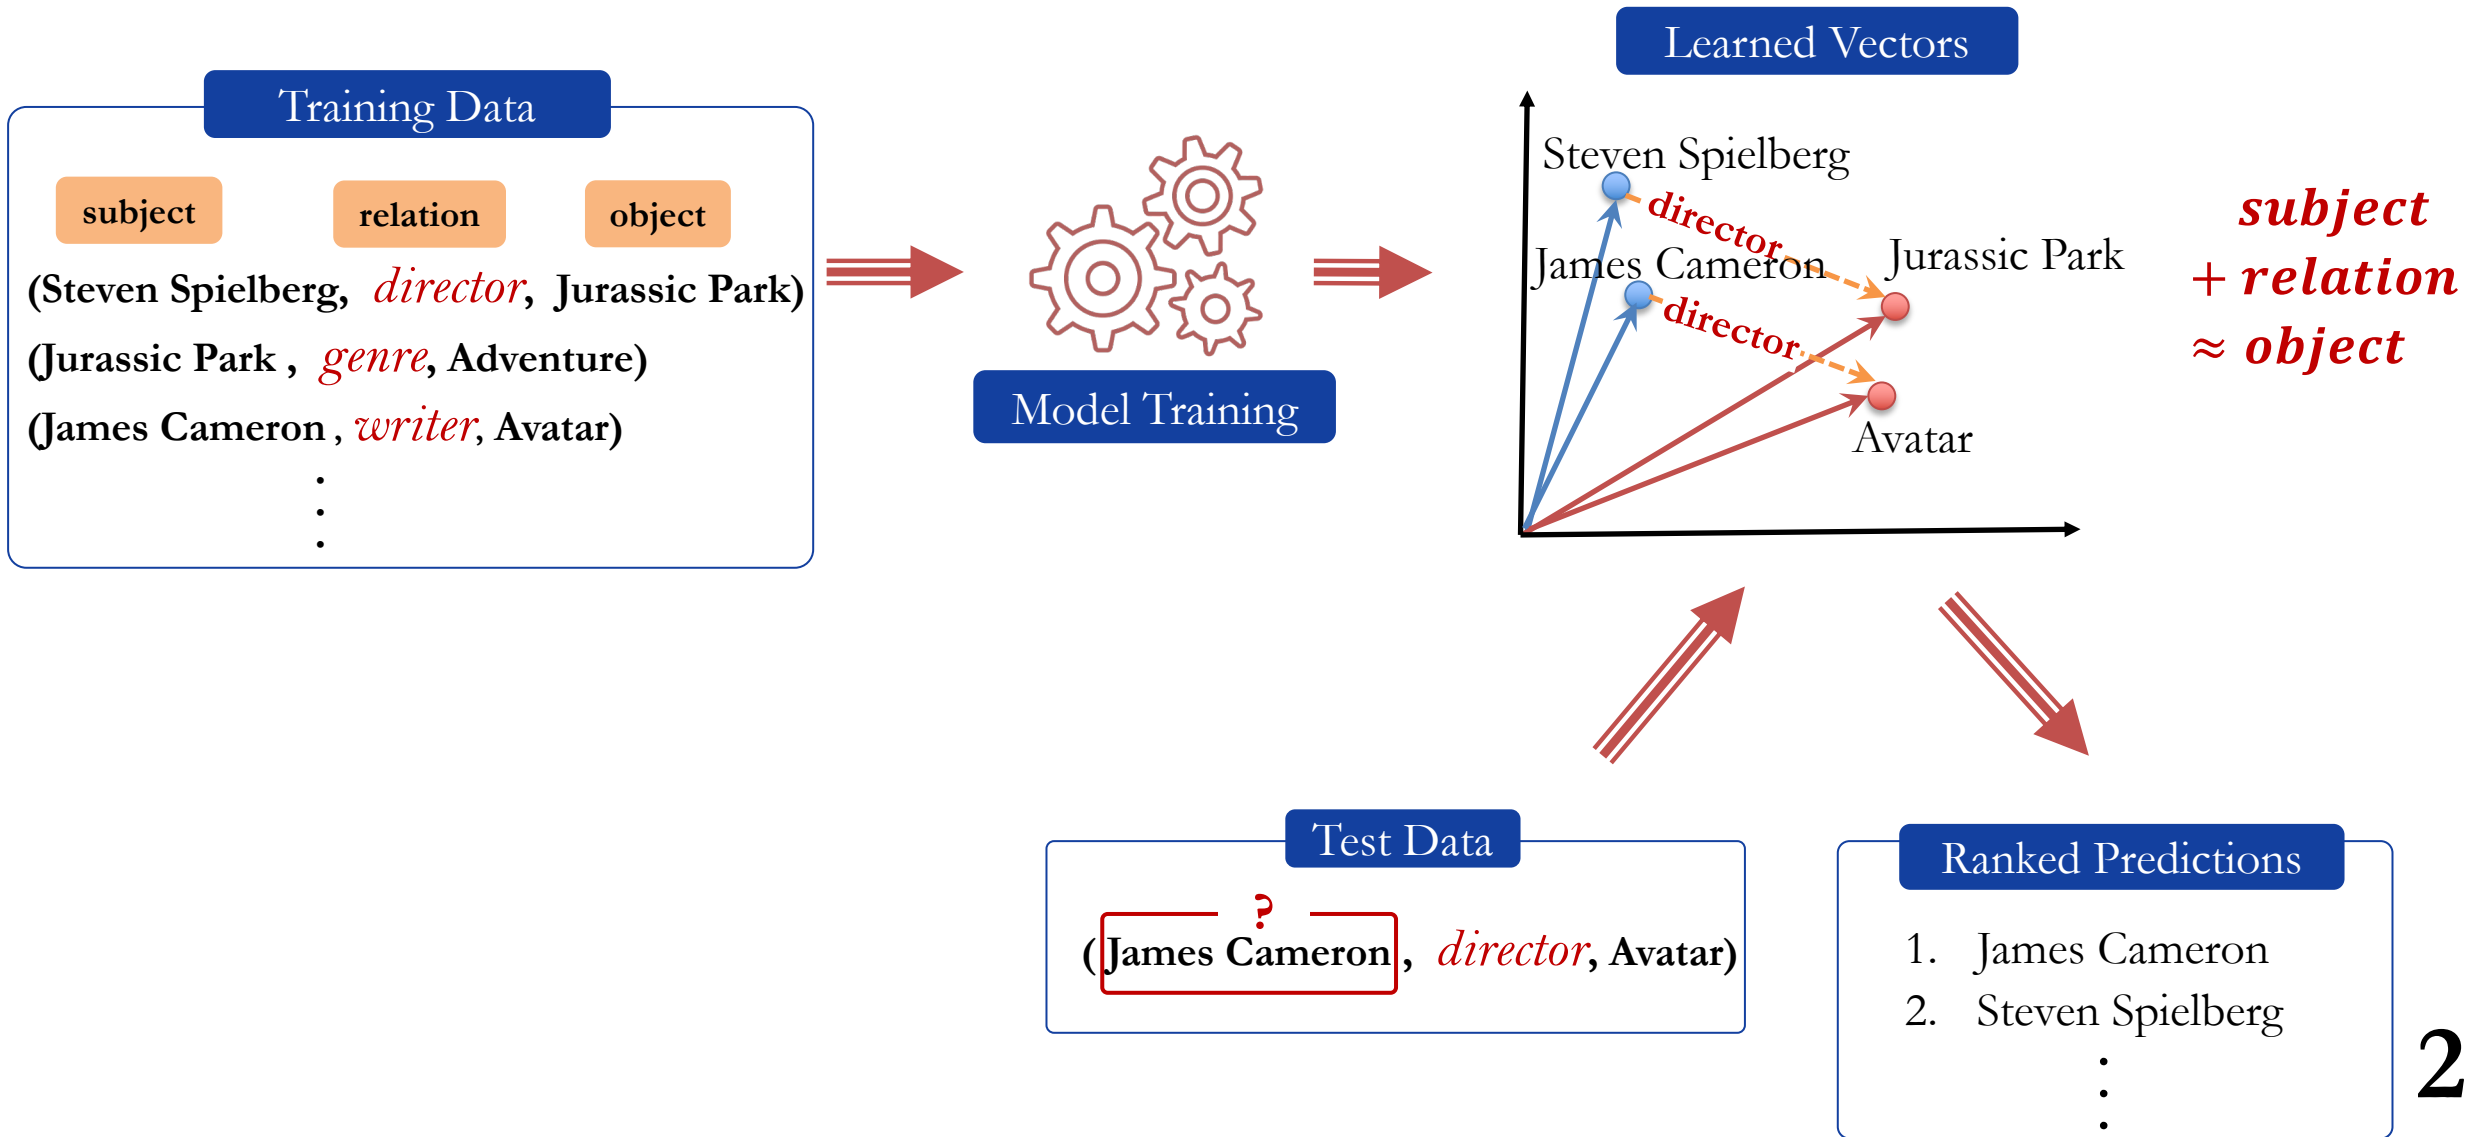 Training Data
subject relation object
(Steven Spielberg, director, Jurassic Park)
(Jurassic Park , genre, Adventure)
(James Cameron , writer, Avatar)
Model Training
Learned Vectors
Steven Spielberg
director
James Cameron
Jurassic Park
director
Avatar
subject
+ relation
≈ object
Test Data
?
( James Cameron , director, Avatar)
Ranked Predictions
1. James Cameron
2. Steven Spielberg
2